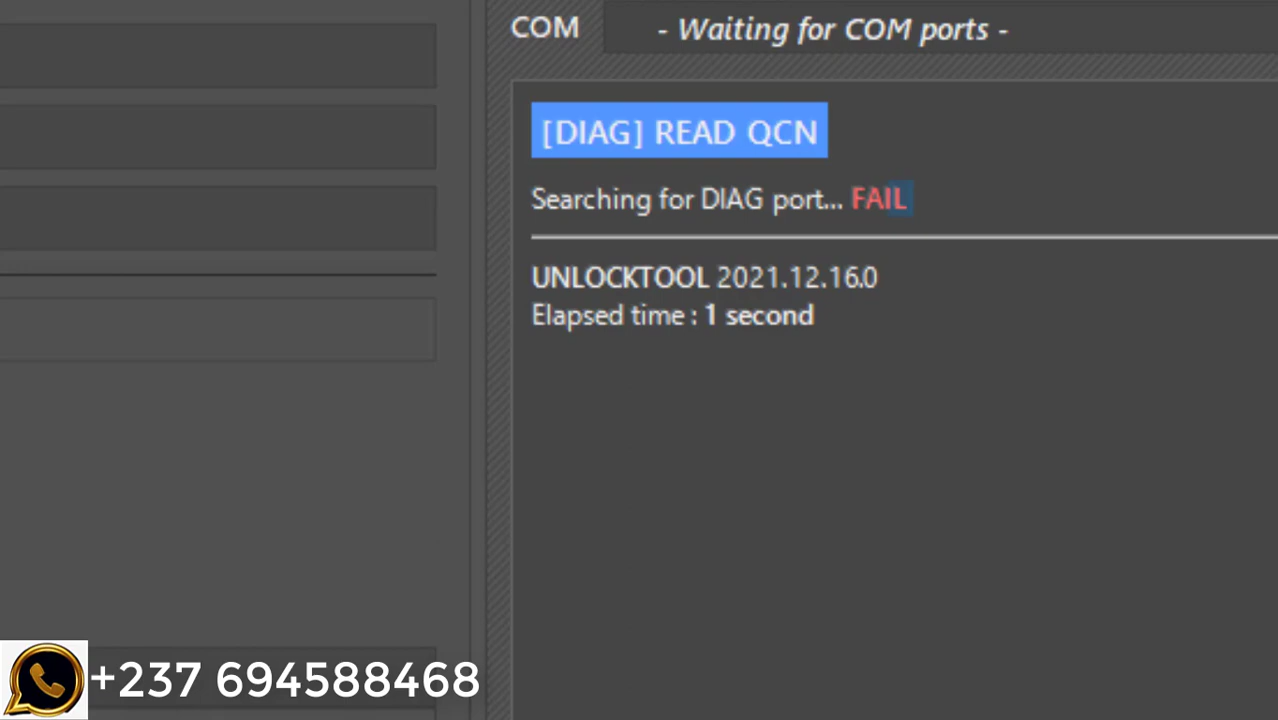 COM - Waiting for COM ports -
[DIAG] READ QCN
Searching for DIAG port... FAIL
UNLOCKTOOL 2021.12.16.0
Elapsed time : 1 second
+237 694588468